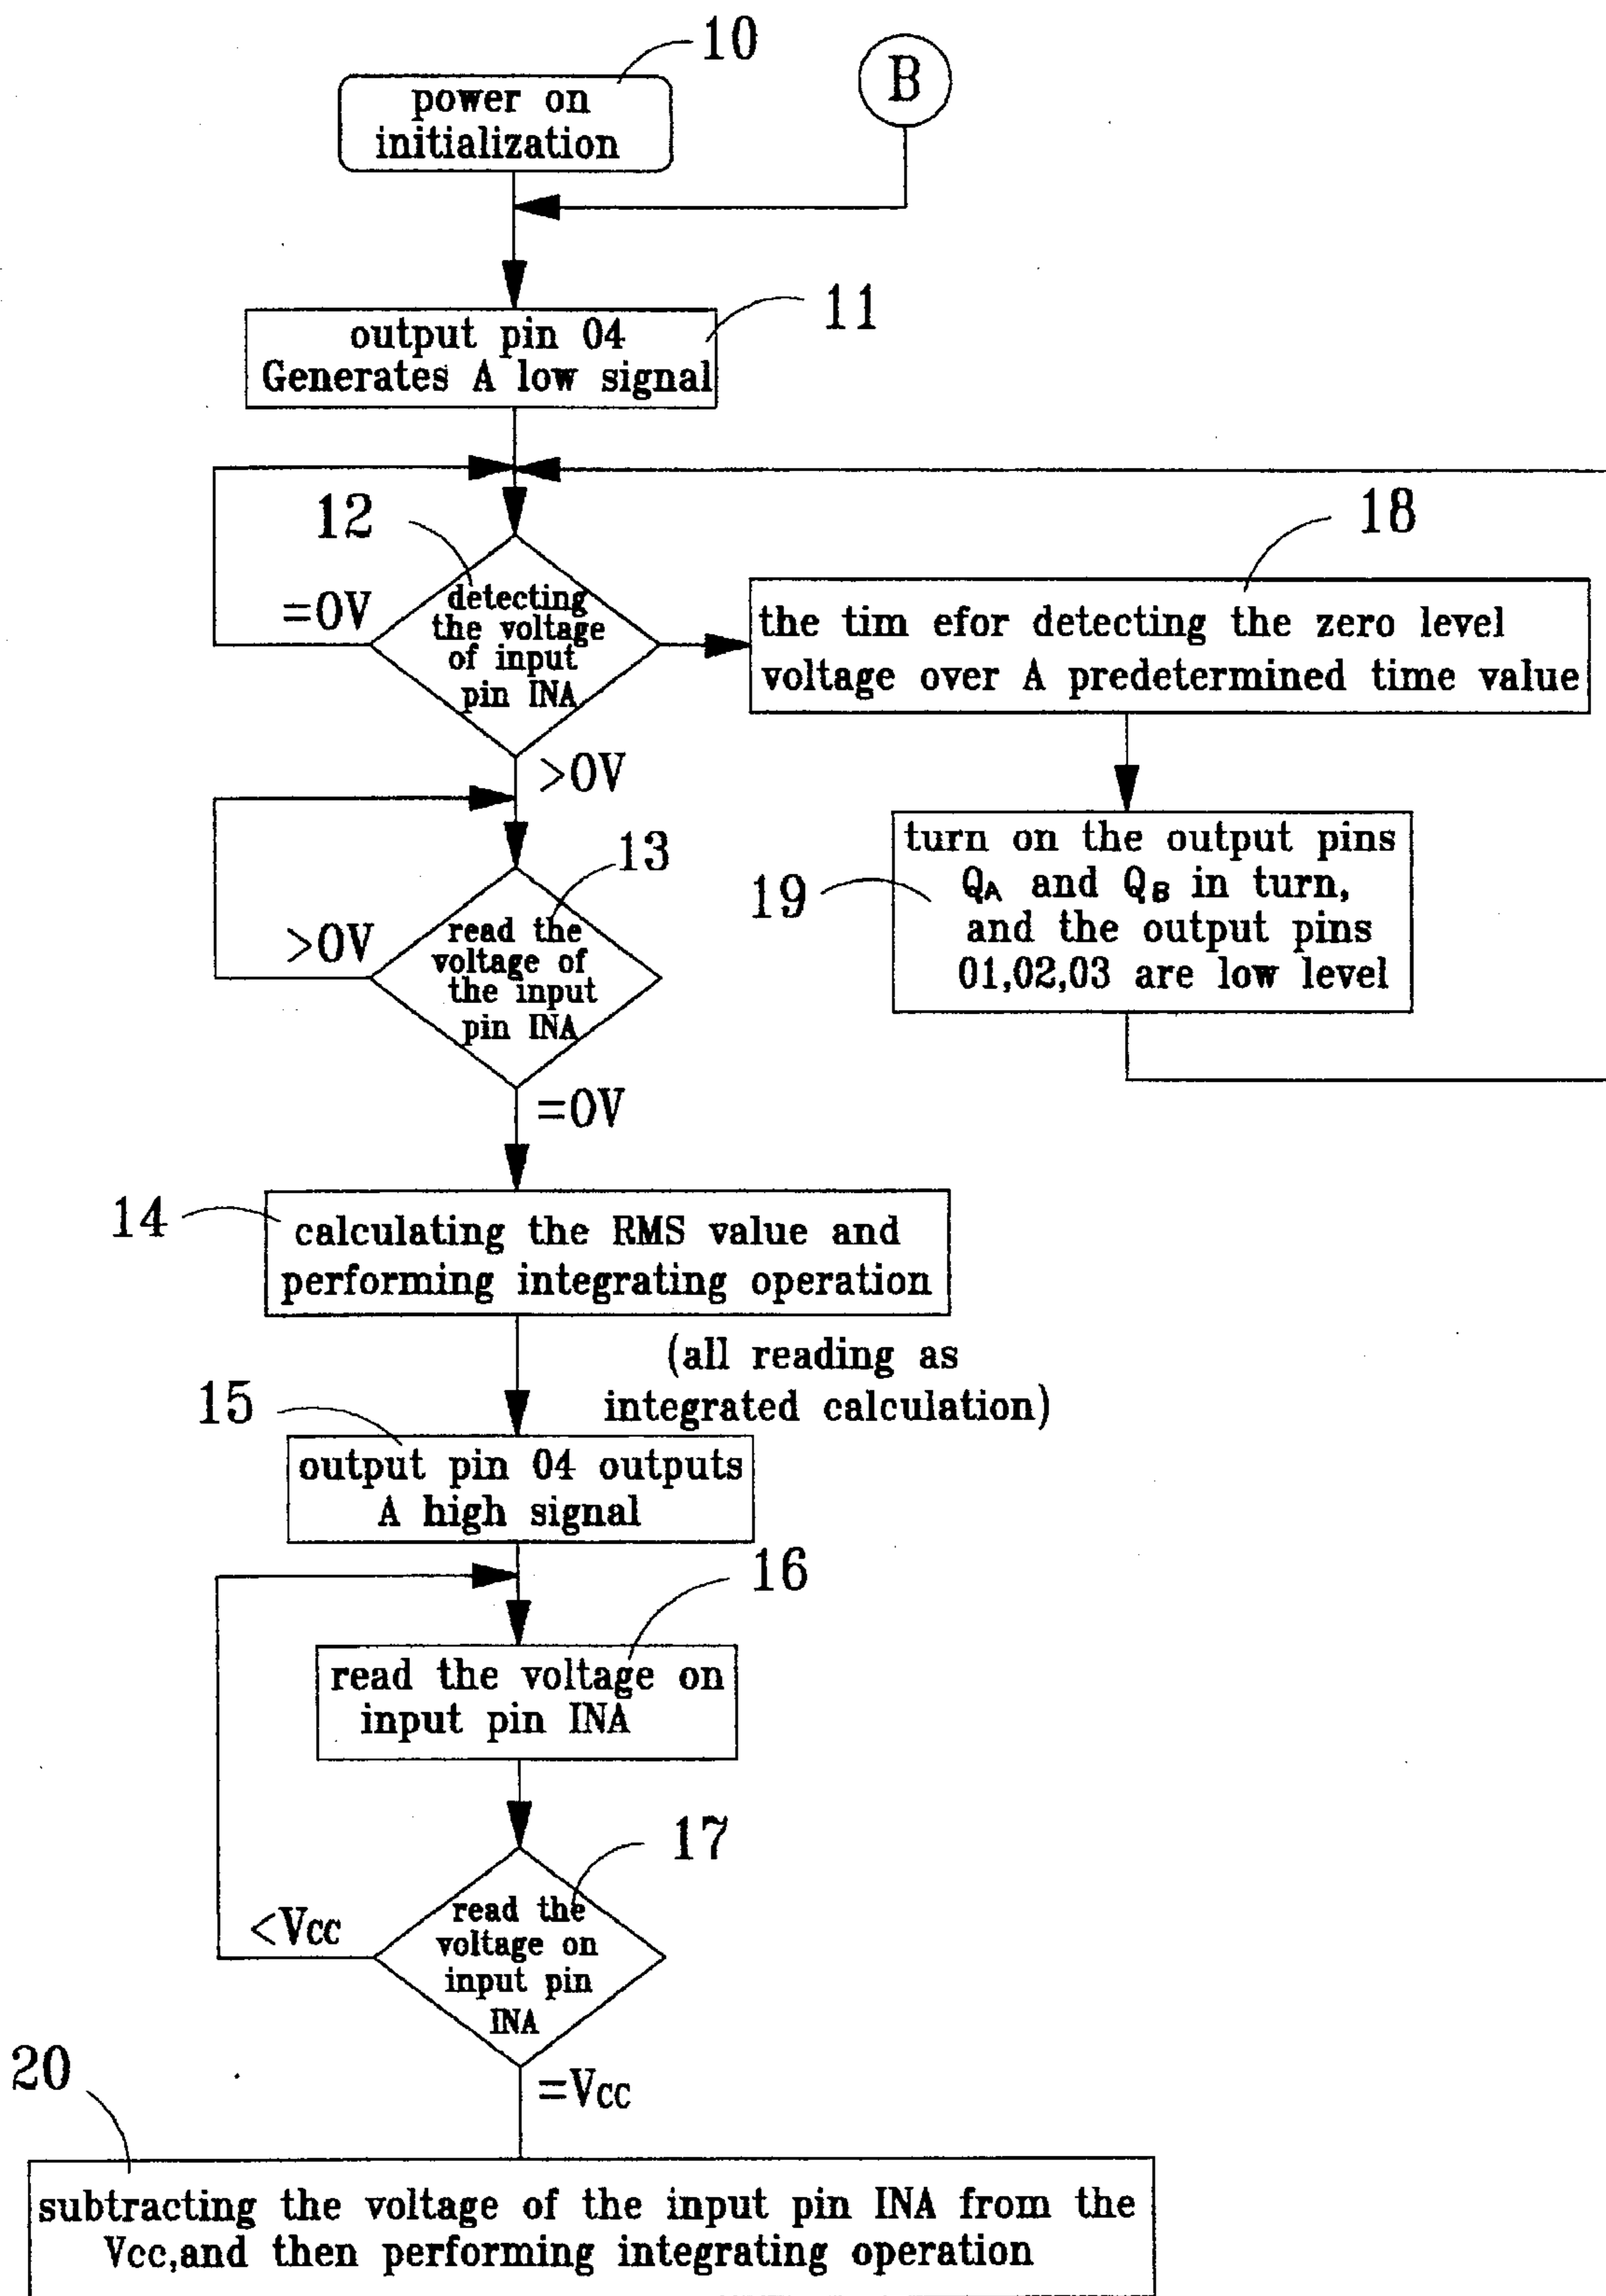 10
B
power on
initialization
11
output pin 04
Generates A low signal
12
18
=0V
detecting
the voltage
of input
pin INA
the tim efor detecting the zero level
voltage over A predetermined time value
>0V
13
19
turn on the output pins
QA and QB in turn,
and the output pins
01,02,03 are low level
>0V
read the
voltage of
the input
pin INA
=0V
14
calculating the RMS value and
performing integrating operation
(all reading as
integrated calculation)
15
output pin 04 outputs
A high signal
16
read the voltage on
input pin INA
17
<Vcc
read the
voltage on
input pin
INA
20
=Vcc
subtracting the voltage of the input pin INA from the
Vcc,and then performing integrating operation